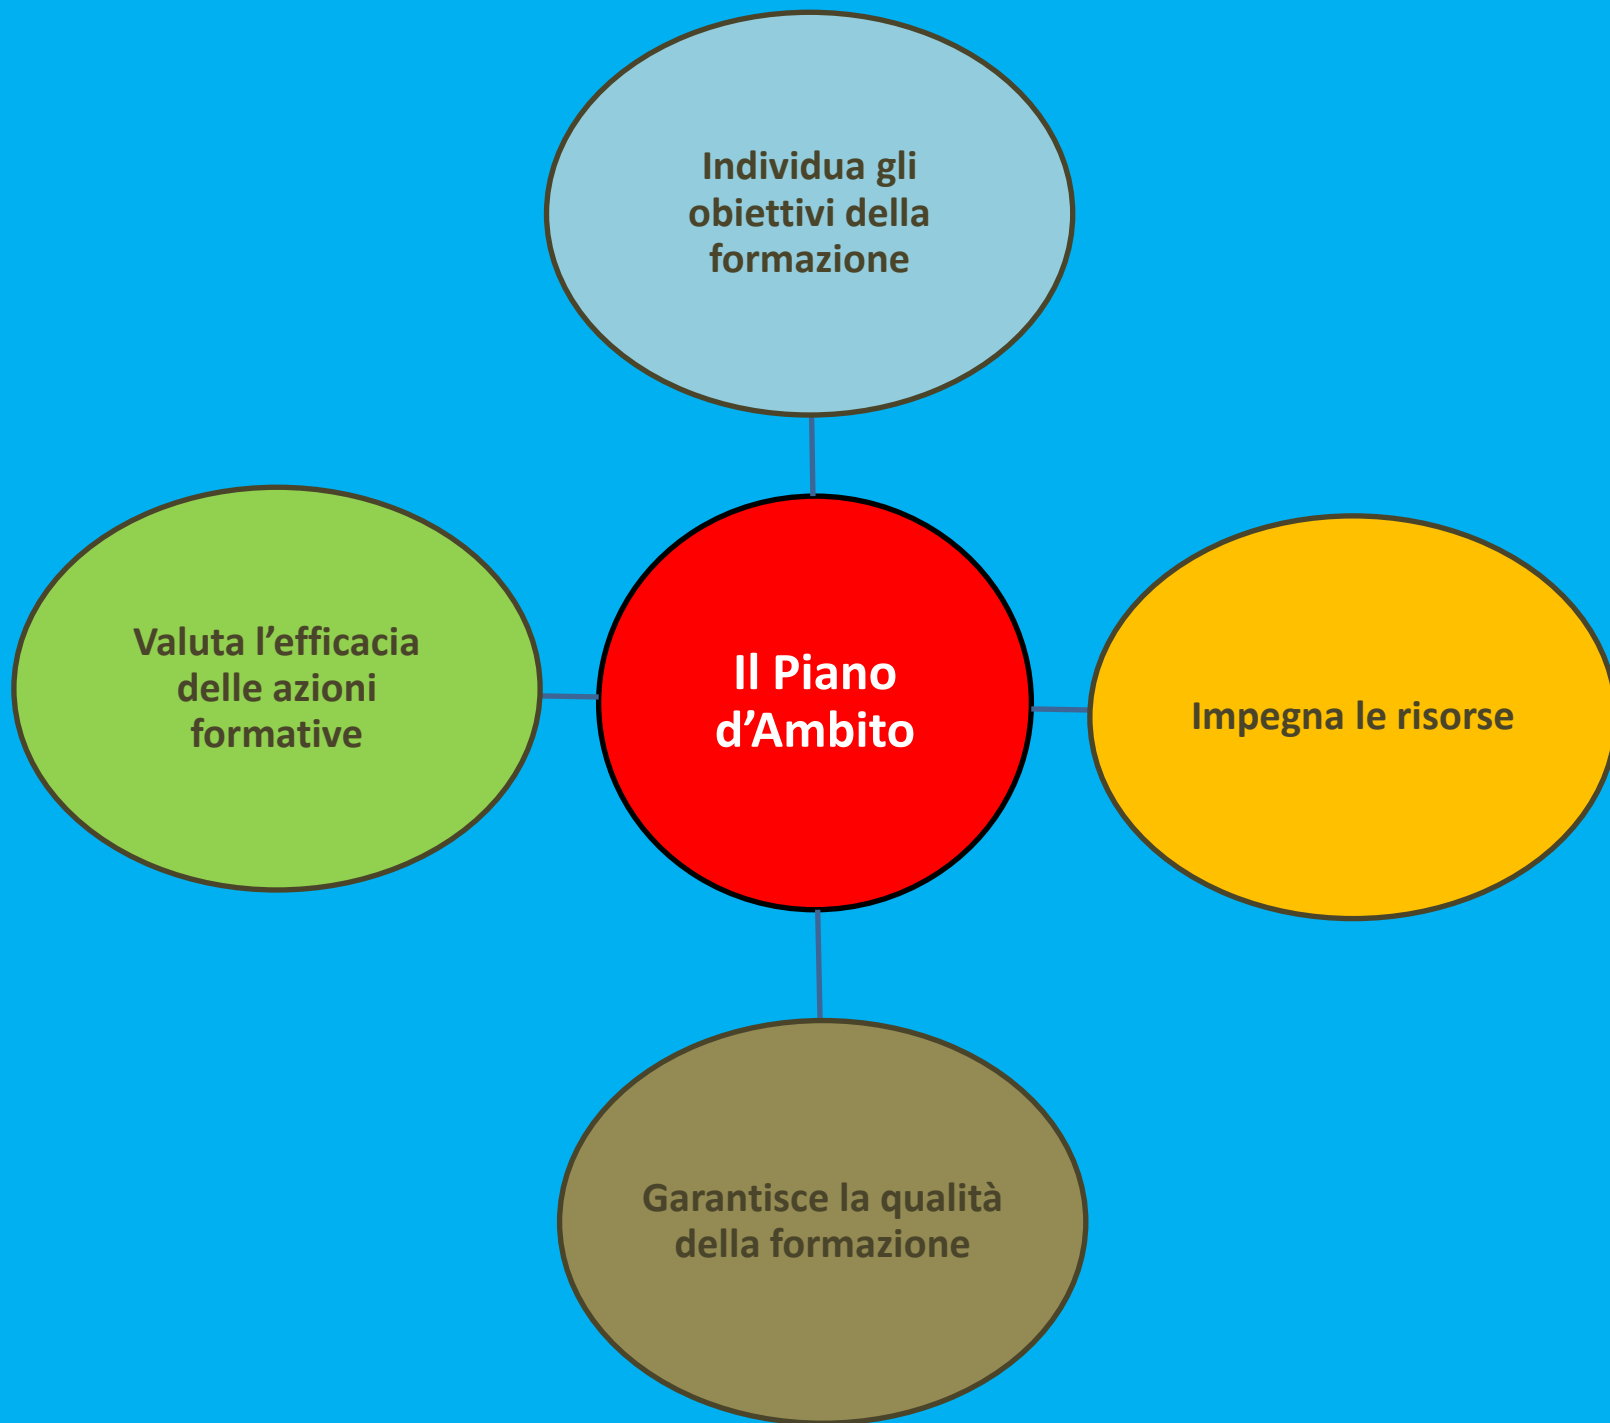 Individua gli
obiettivi della
formazione
Valuta l’efficacia
delle azioni
formative
Il Piano
d’Ambito
Impegna le risorse
Garantisce la qualità
della formazione